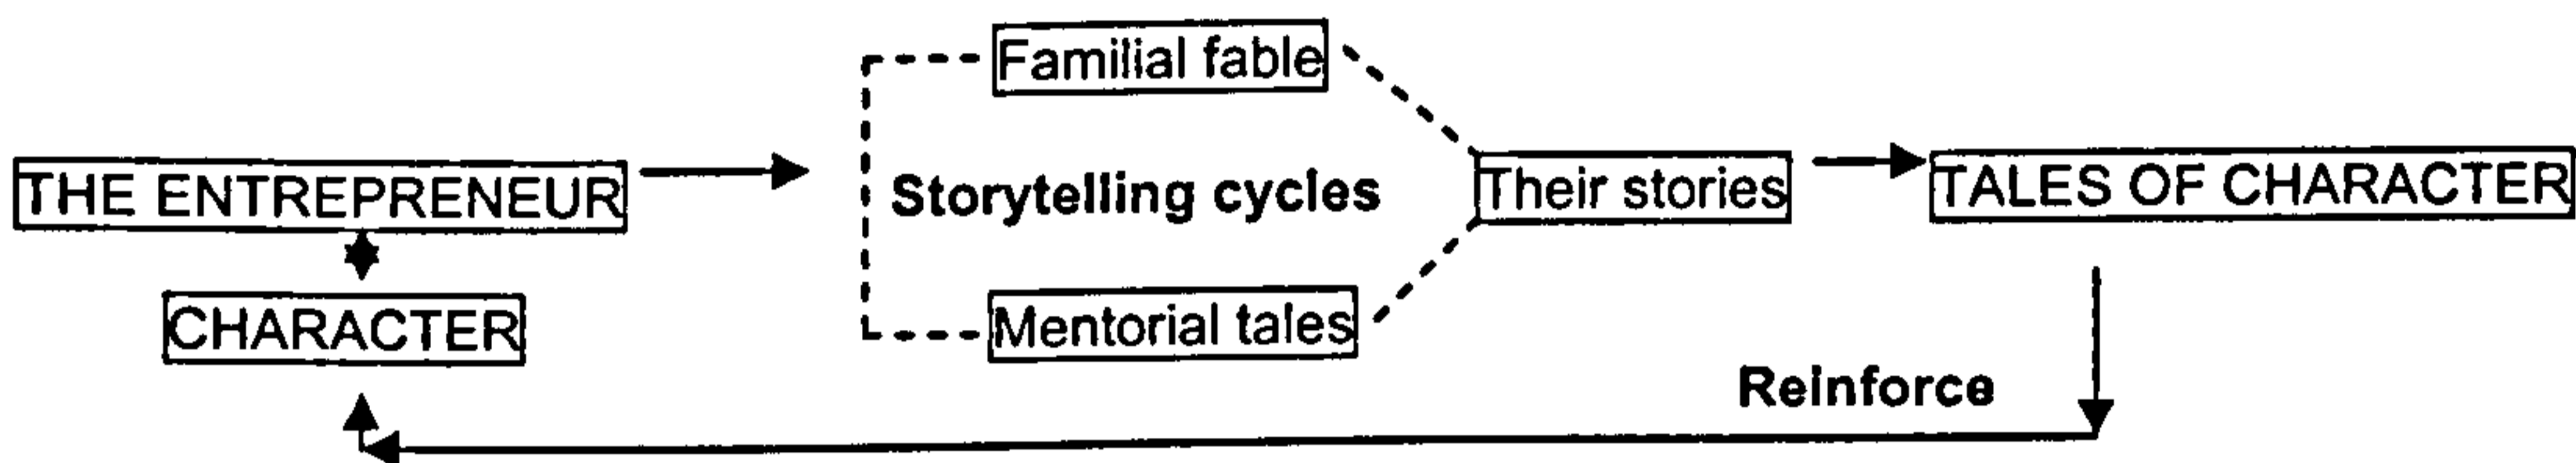 Familial fable
THE ENTREPRENEUR
Storytelling cycles
Their stories
TALES OF CHARACTER
CHARACTER
Mentorial tales
Reinforce